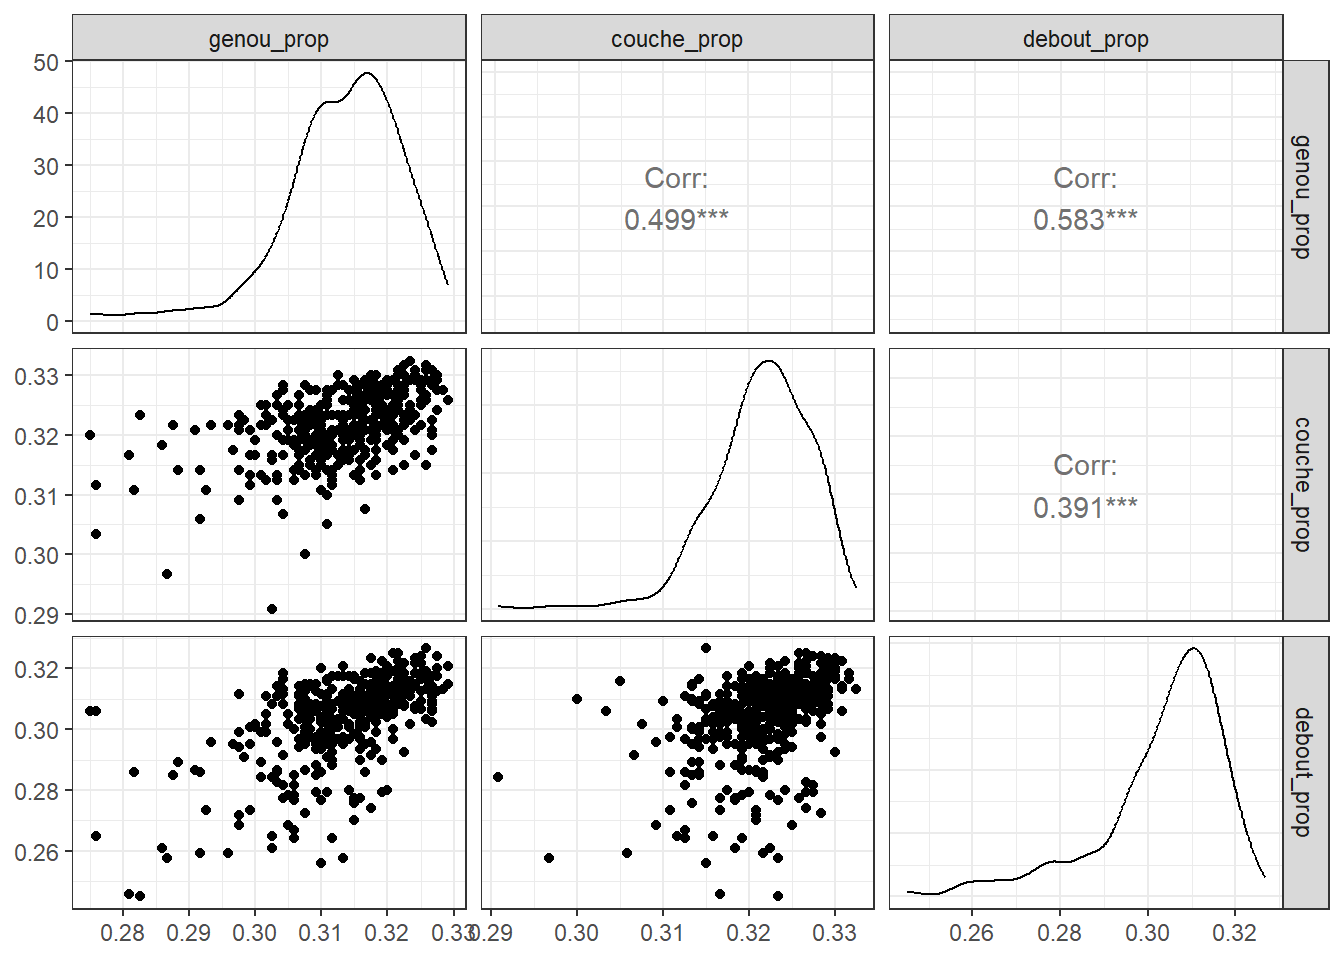 genou_prop
couche_prop
debout_prop
50
40
30
20
10
0
Corr:
0.499***
Corr:
0.583***
genou_prop
0.33
0.32
0.31
0.30
0.29
Corr:
0.391***
couche_prop
0.32
0.30
0.28
0.26
debout_prop
0.28 0.29 0.30 0.31 0.32 0.33
0.29 0.30 0.31 0.32 0.33
0.26 0.28 0.30 0.32